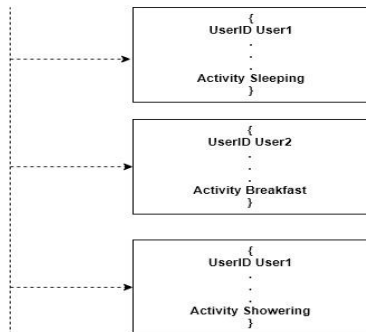 {
UserID User1
.
.
.
Activity Sleeping
}
{
UserID User2
.
.
.
Activity Breakfast
}
{
UserID User1
.
.
.
Activity Showering
}